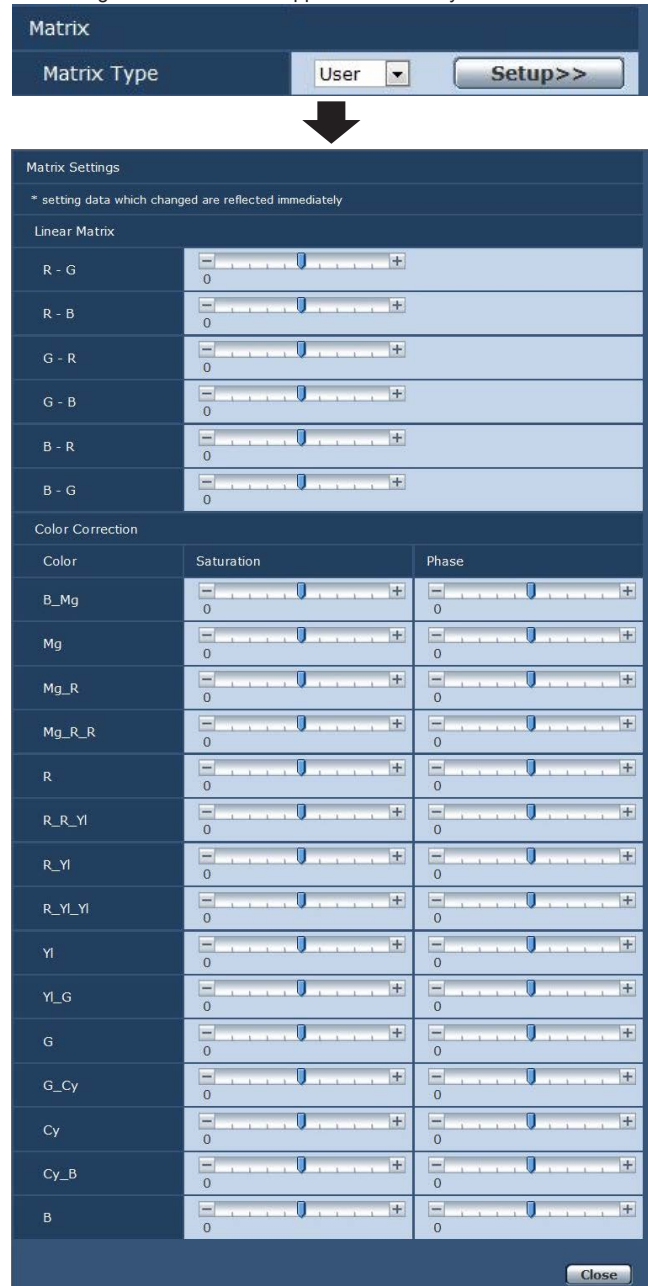 Matrix
Matrix Type User Setup>>
Matrix Settings
* setting data which changed are reflected immediately
Linear Matrix
R - G
- +
0
R - B
- +
0
G - R
- +
0
G - B
- +
0
B - R
- +
0
B - G
- +
0
Color Correction
Color Saturation Phase
B_Mg
- + - +
0 0
Mg
- + - +
0 0
Mg_R
- + - +
0 0
Mg_R_R
- + - +
0 0
R
- + - +
0 0
R_R_Yl
- + - +
0 0
R_Yl
- + - +
0 0
R_Yl_Yl
- + - +
0 0
Yl
- + - +
0 0
Yl_G
- + - +
0 0
G
- + - +
0 0
G_Cy
- + - +
0 0
Cy
- + - +
0 0
Cy_B
- + - +
0 0
B
- + - +
0 0
Close